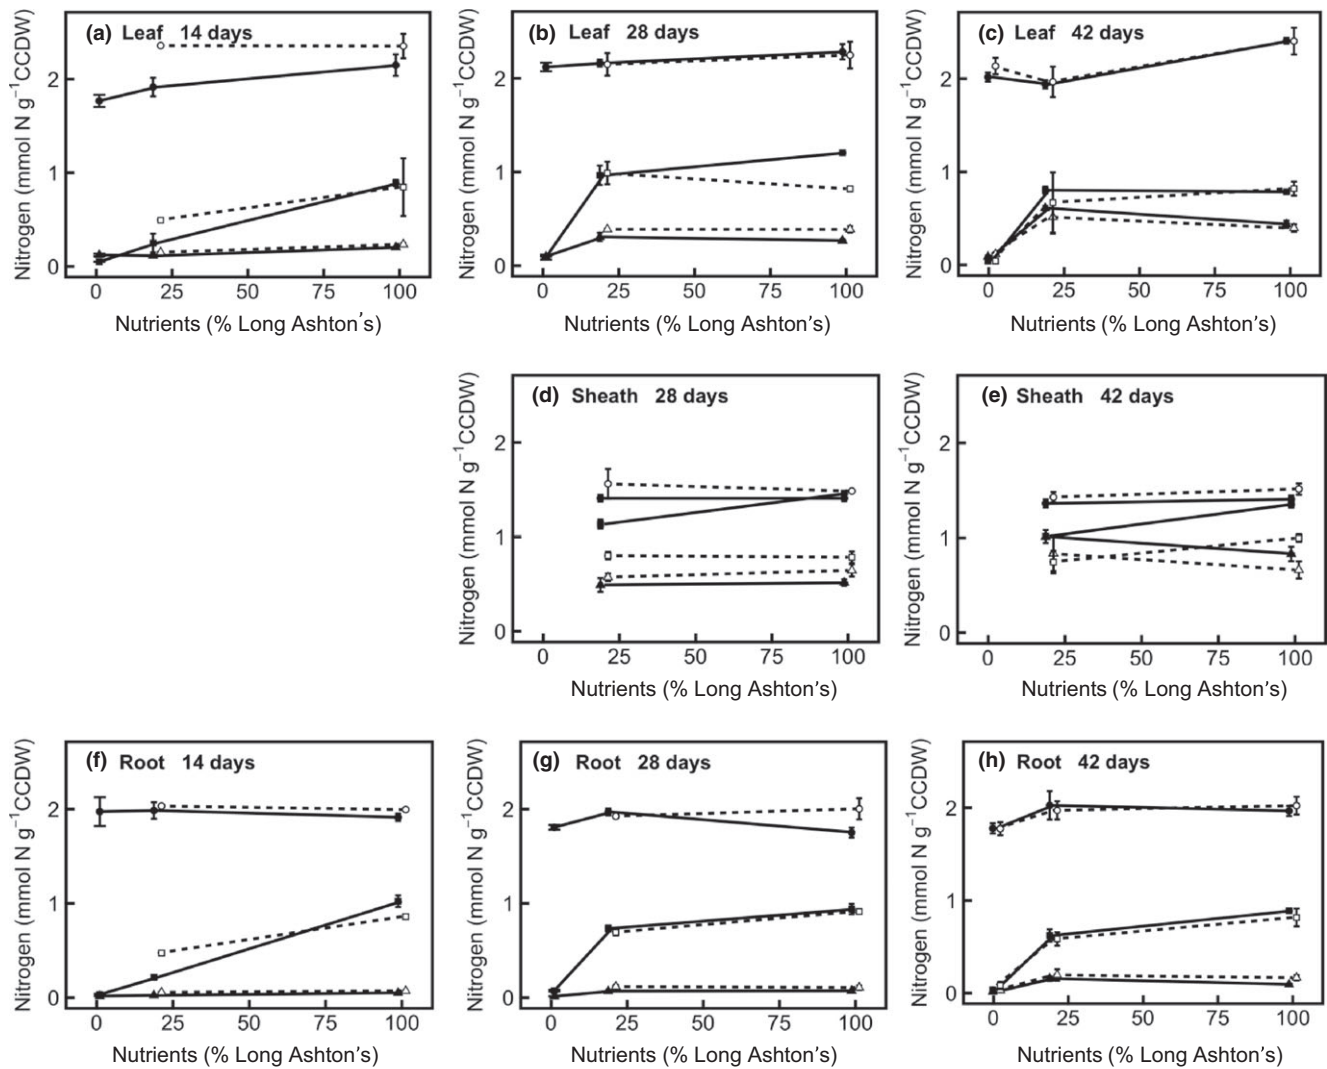 (a) Leaf 14 days
Nitrogen (mmol N g⁻¹CCDW)
2
1
0
0 25 50 75 100
Nutrients (% Long Ashton's)
(b) Leaf 28 days
Nitrogen (mmol N g⁻¹CCDW)
2
1
0
0 25 50 75 100
Nutrients (% Long Ashton's)
(c) Leaf 42 days
Nitrogen (mmol N g⁻¹CCDW)
2
1
0
0 25 50 75 100
Nutrients (% Long Ashton's)
(d) Sheath 28 days
Nitrogen (mmol N g⁻¹CCDW)
2
1
0
0 25 50 75 100
Nutrients (% Long Ashton's)
(e) Sheath 42 days
Nitrogen (mmol N g⁻¹CCDW)
2
1
0
0 25 50 75 100
Nutrients (% Long Ashton's)
(f) Root 14 days
Nitrogen (mmol N g⁻¹CCDW)
2
1
0
0 25 50 75 100
Nutrients (% Long Ashton's)
(g) Root 28 days
Nitrogen (mmol N g⁻¹CCDW)
2
1
0
0 25 50 75 100
Nutrients (% Long Ashton's)
(h) Root 42 days
Nitrogen (mmol N g⁻¹CCDW)
2
1
0
0 25 50 75 100
Nutrients (% Long Ashton's)